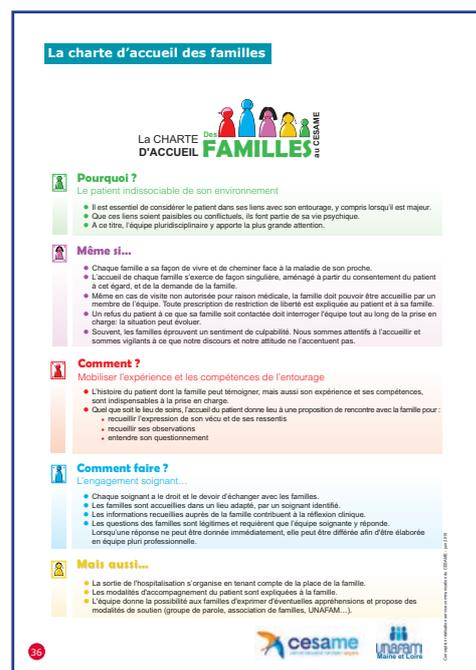 La charte d'accueil des familles
La CHARTE
D'ACCUEIL
Des
FAMILLES
au CESAME
Pourquoi ?
Le patient indissociable de son environnement
● Il est essentiel de considérer le patient dans ses liens avec son entourage, y compris lorsqu'il est majeur.
● Que ces liens soient paisibles ou conflictuels, ils font partie de sa vie psychique.
● A ce titre, l'équipe pluridisciplinaire y apporte la plus grande attention.
Même si...
● Chaque famille a sa façon de vivre et de cheminer face à la maladie de son proche.
● L'accueil de chaque famille s'exerce de façon singulière, aménagé à partir du consentement du patient
à cet égard, et de la demande de la famille.
● Même en cas de visite non autorisée pour raison médicale, la famille doit pouvoir être accueillie par un
membre de l'équipe. Toute prescription de restriction de liberté est expliquée au patient et à sa famille.
● Un refus du patient à ce que sa famille soit contactée doit interroger l'équipe tout au long de la prise en
charge: la situation peut évoluer.
● Souvent, les familles éprouvent un sentiment de culpabilité. Nous sommes attentifs à l'accueillir et
sommes vigilants à ce que notre discours et notre attitude ne l'accentuent pas.
Comment ?
Mobiliser l'expérience et les compétences de l'entourage
● L'histoire du patient dont la famille peut témoigner, mais aussi son expérience et ses compétences,
sont indispensables à la prise en charge.
● Quel que soit le lieu de soins, l'accueil du patient donne lieu à une proposition de rencontre avec la famille pour :
• recueillir l'expression de son vécu et de ses ressentis
• recueillir ses observations
• entendre son questionnement
Comment faire ?
L'engagement soignant...
● Chaque soignant a le droit et le devoir d'échanger avec les familles.
● Les familles sont accueillies dans un lieu adapté, par un soignant identifié.
● Les informations recueillies auprès de la famille contribuent à la réflexion clinique.
● Les questions des familles sont légitimes et requièrent que l'équipe soignante y réponde.
Lorsqu'une réponse ne peut être donnée immédiatement, elle peut être différée afin d'être élaborée
en équipe pluri professionnelle.
Mais aussi...
● La sortie de l'hospitalisation s'organise en tenant compte de la place de la famille.
● Les modalités d'accompagnement du patient sont expliquées à la famille.
● L'équipe donne la possibilité aux familles d'exprimer d'éventuelles appréhensions et propose des
modalités de soutien (groupe de parole, association de familles, UNAFAM...).
cesame
unafam
Maine et Loire
36